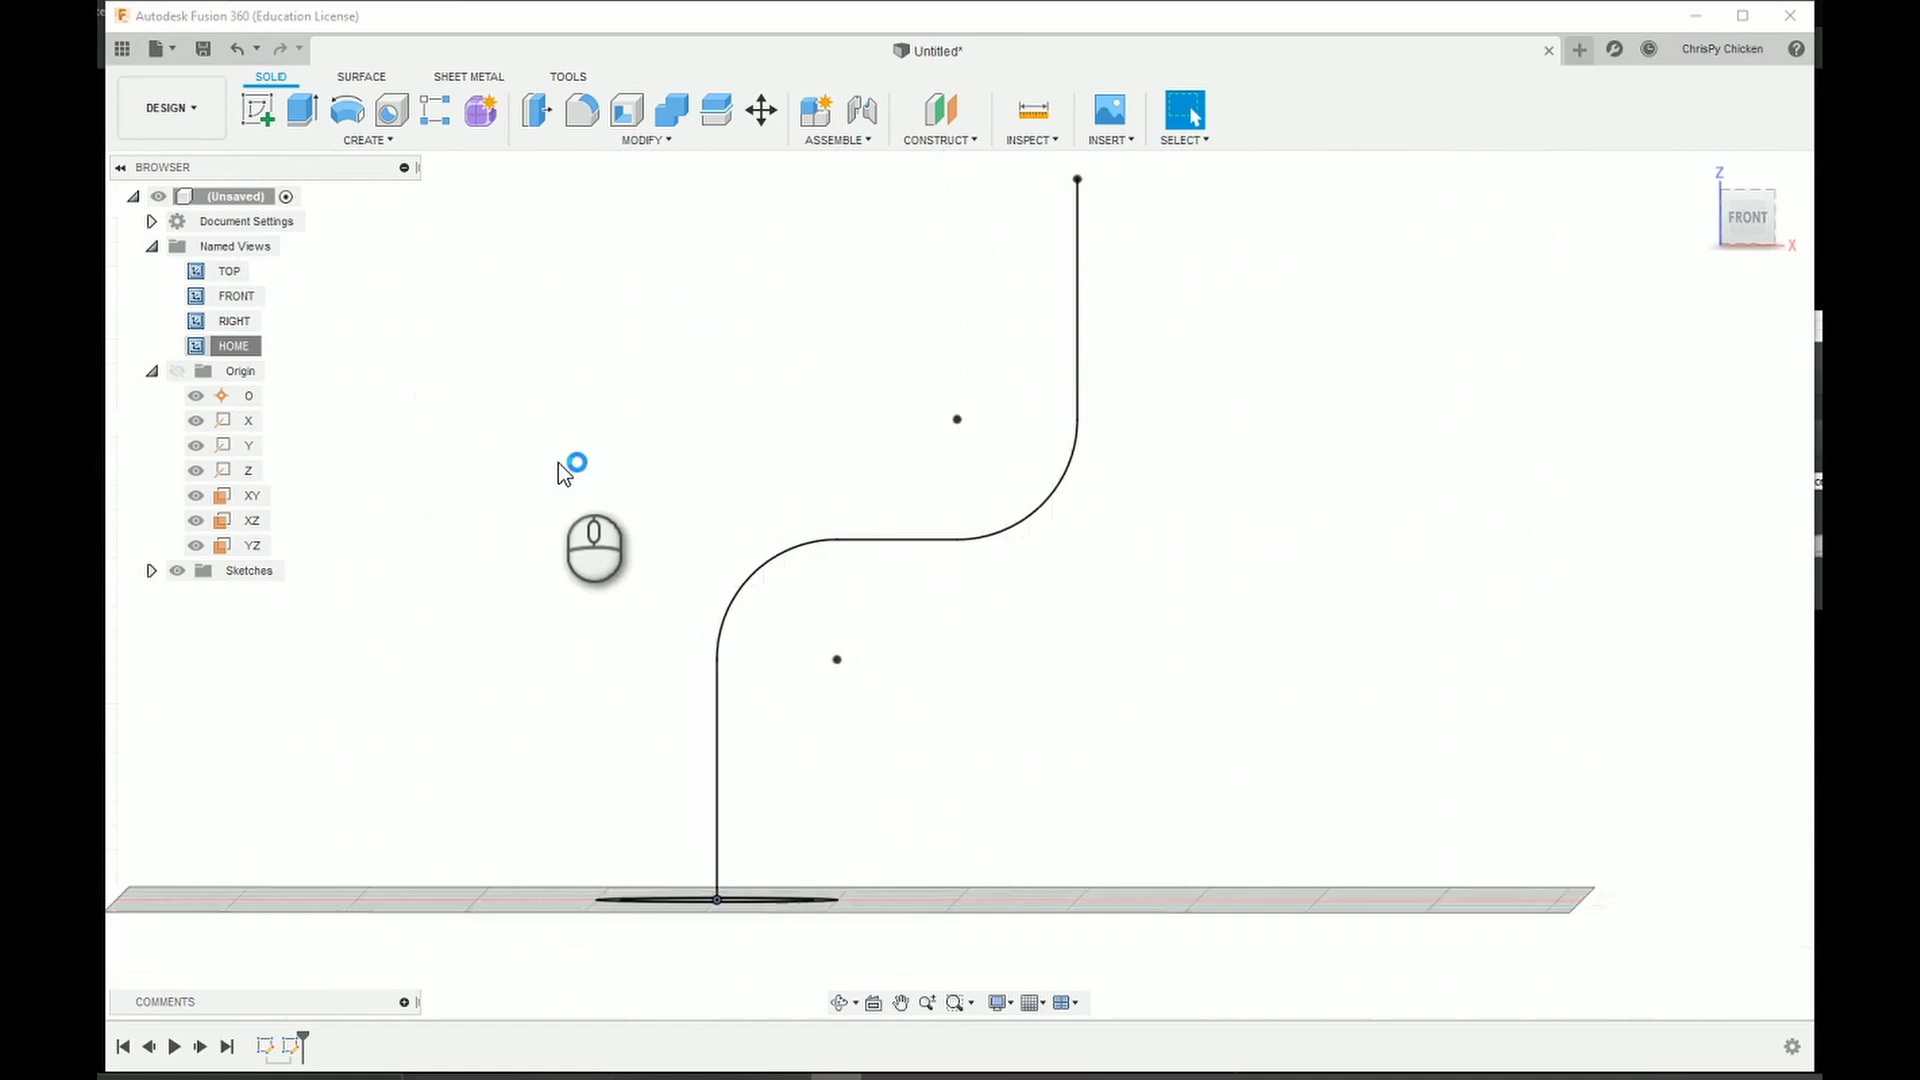 Autodesk Fusion 360 (Education License)
Untitled*
ChrisPy Chicken
SOLID SURFACE SHEET METAL TOOLS
DESIGN
CREATE MODIFY ASSEMBLE CONSTRUCT INSPECT INSERT SELECT
BROWSER
(Unsaved)
Document Settings
Named Views
TOP
FRONT
RIGHT
HOME
Origin
O
X
Y
Z
XY
XZ
YZ
Sketches
Z
FRONT
X
COMMENTS